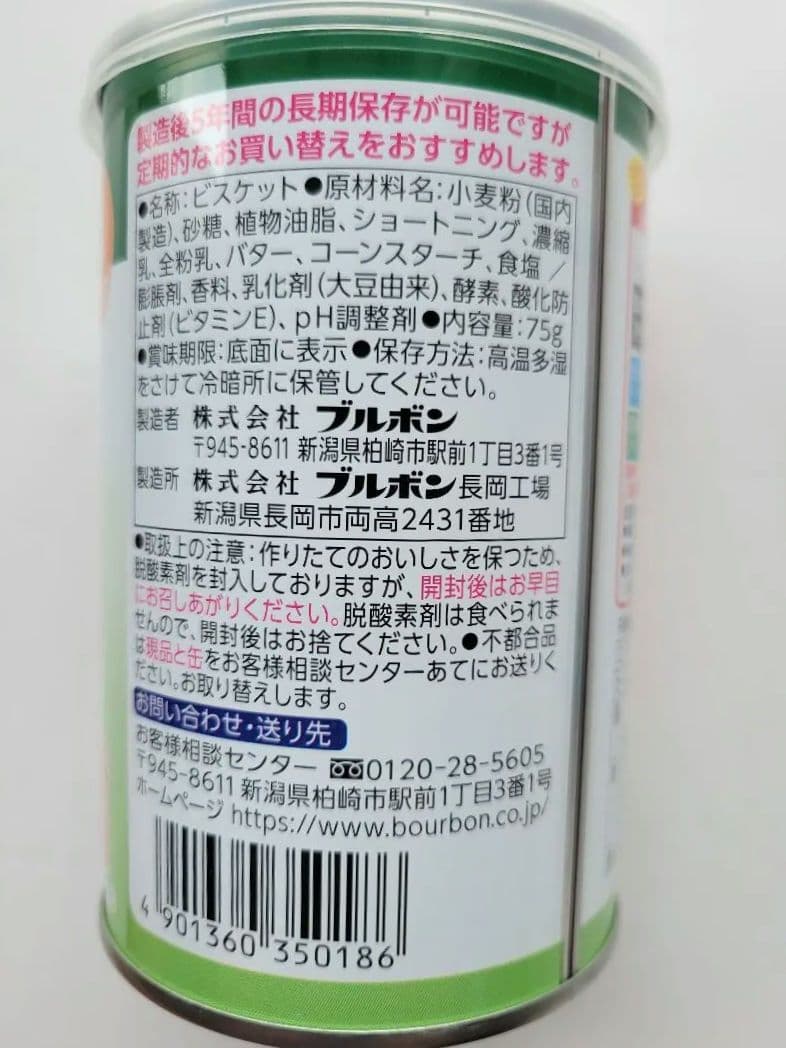 製造後5年間の長期保存が可能ですが
定期的なお買い替えをおすすめします。
●名称:ビスケット●原材料名:小麦粉(国内
製造)、砂糖、植物油脂、ショートニング、濃縮
乳、全粉乳、バター、コーンスターチ、食塩/
膨脹剤、香料、乳化剤(大豆由来)、酵素、酸化防
止剤(ビタミンE)、pH調整剤●内容量:75g
●賞味期限:底面に表示●保存方法:高温多湿
をさけて冷暗所に保管してください。
製造者 株式会社 ブルボン
〒945-8611 新潟県柏崎市駅前1丁目3番1号
製造所 株式会社 ブルボン長岡工場
新潟県長岡市両高2431番地
●取扱上の注意:作りたてのおいしさを保つため、
脱酸素剤を封入しておりますが、開封後はお早目
にお召しあがりください。脱酸素剤は食べられま
せんので、開封後はお捨てください。●不都合品
は現品と缶をお客様相談センターあてにお送りく
ださい。お取り替えします。
お問い合わせ・送り先
お客様相談センター 0120-28-5605
〒945-8611 新潟県柏崎市駅前1丁目3番1号
ホームページ https://www.bourbon.co.jp/
4 901360 350186